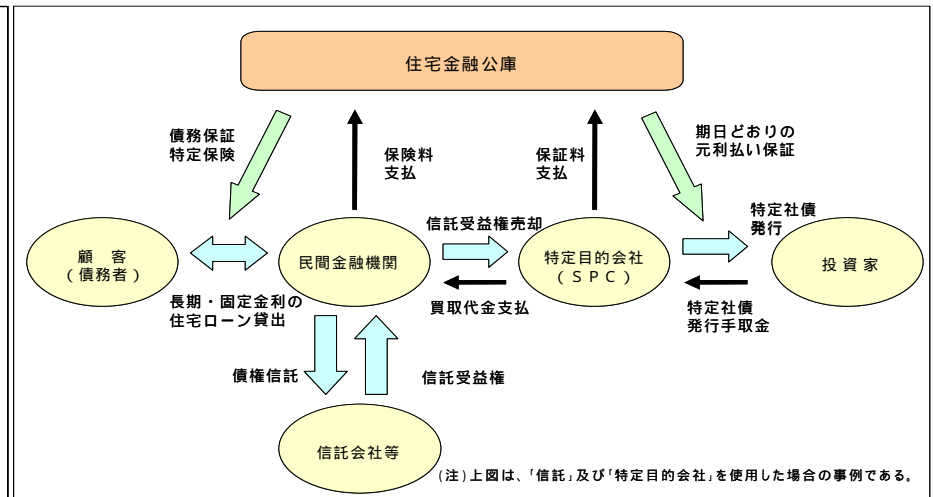 住宅金融公庫
債務保証
特定保険
保険料
支払
保証料
支払
期日どおりの
元利払い保証
顧 客
(債務者)
民間金融機関
信託受益権売却
特定目的会社
(SPC)
特定社債
発行
投資家
長期・固定金利の
住宅ローン貸出
買取代金支払
特定社債
発行手取金
債権信託
信託受益権
信託会社等
(注)上図は、「信託」及び「特定目的会社」を使用した場合の事例である。